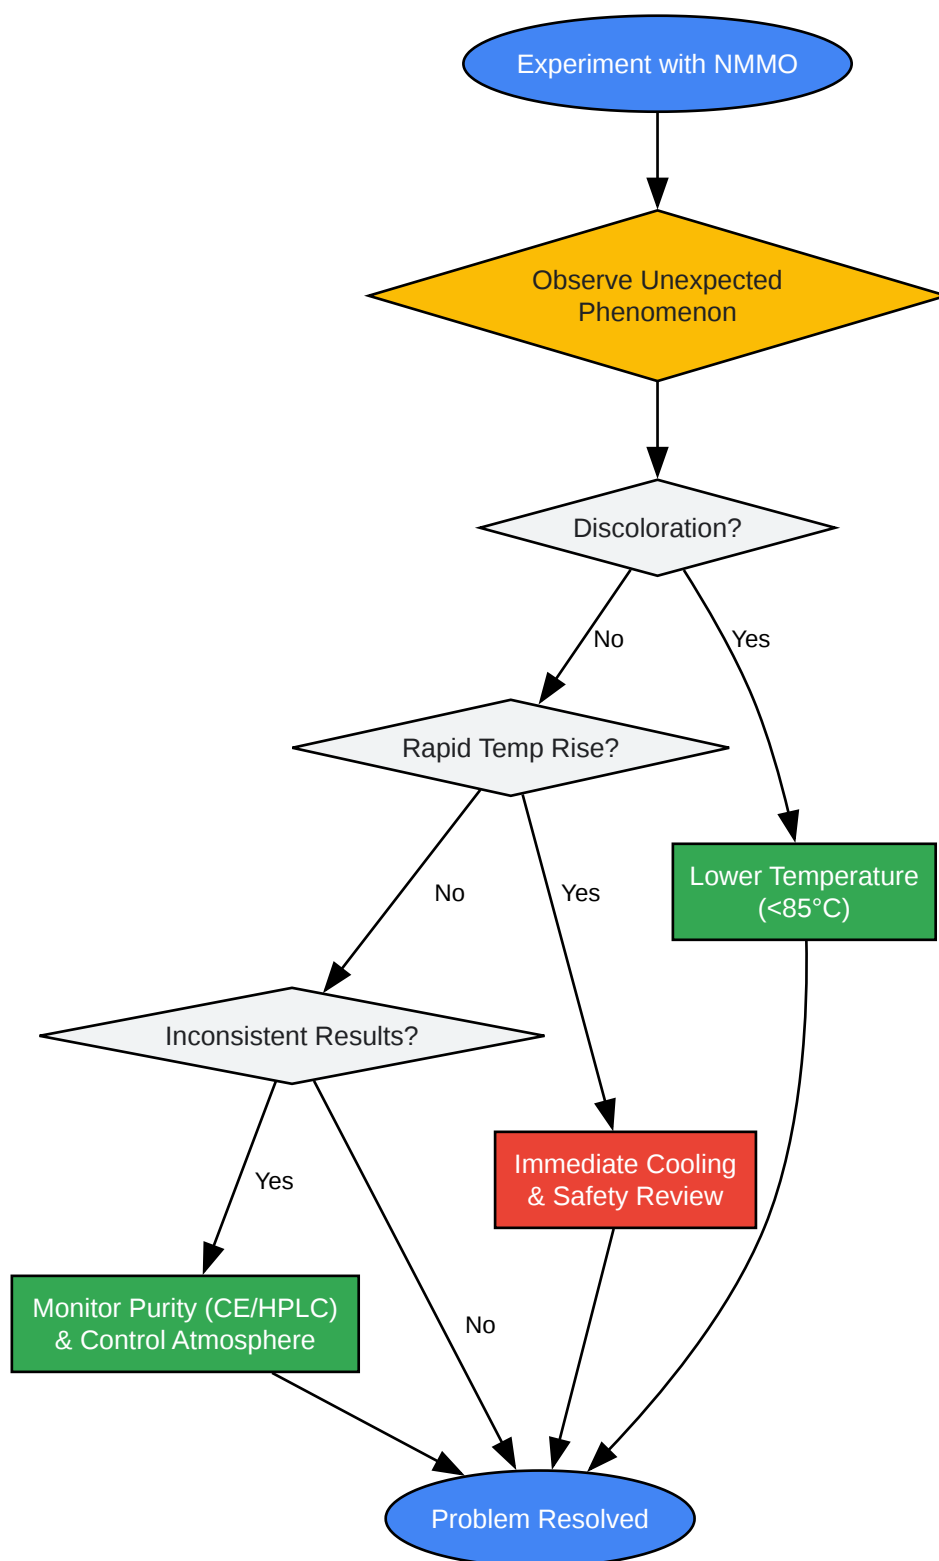 Experiment with NMMO
Observe Unexpected
Phenomenon
Discoloration?
No
Yes
Rapid Temp Rise?
Lower Temperature
(<85°C)
No
Yes
Inconsistent Results?
Immediate Cooling
& Safety Review
Yes
Monitor Purity (CE/HPLC)
& Control Atmosphere
No
Problem Resolved